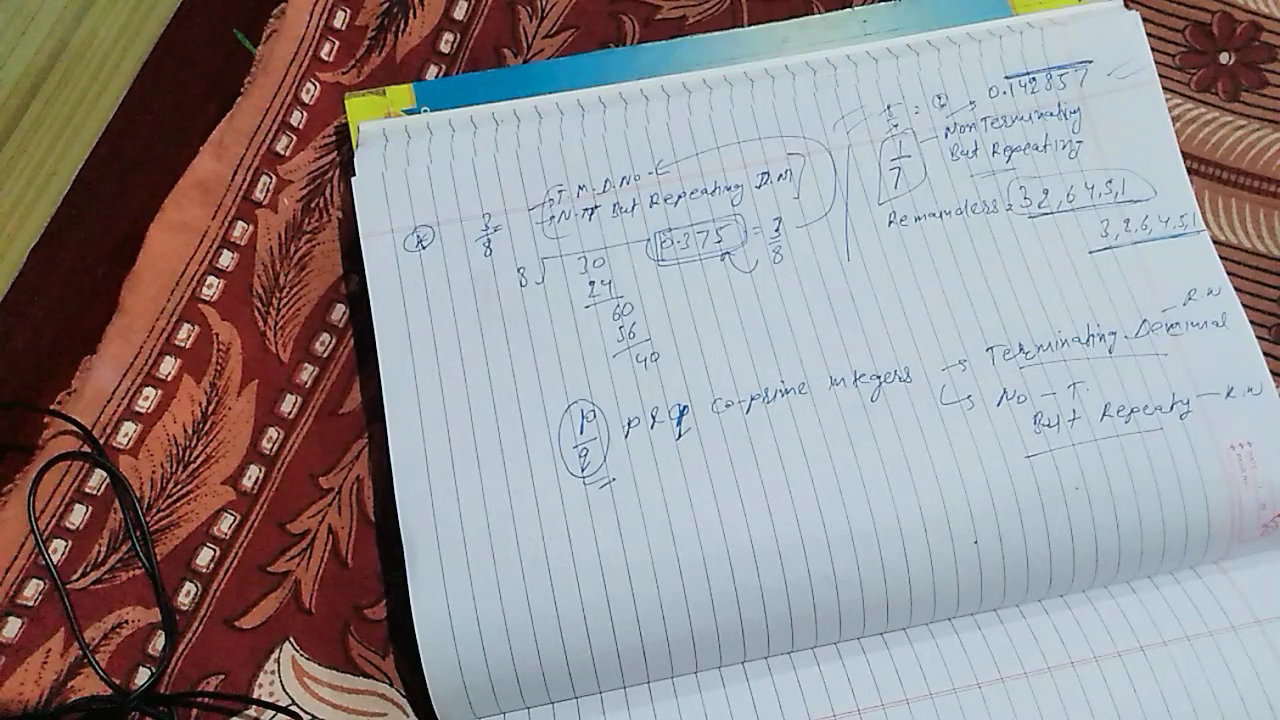 3/8 =
T. M. D. No -
N. T But Repeating D.M
0.375 = 3/8
8 30
24
60
56
40
0.142857
1/7 Non Terminating
But Repeating
Remainders: 3 2, 6 4, 5, 1
3, 2, 6, 4, 5, 1
p/q p & q co-prime integers → Terminating Decimal - R.N
No - T.
But Repeaty - R.N